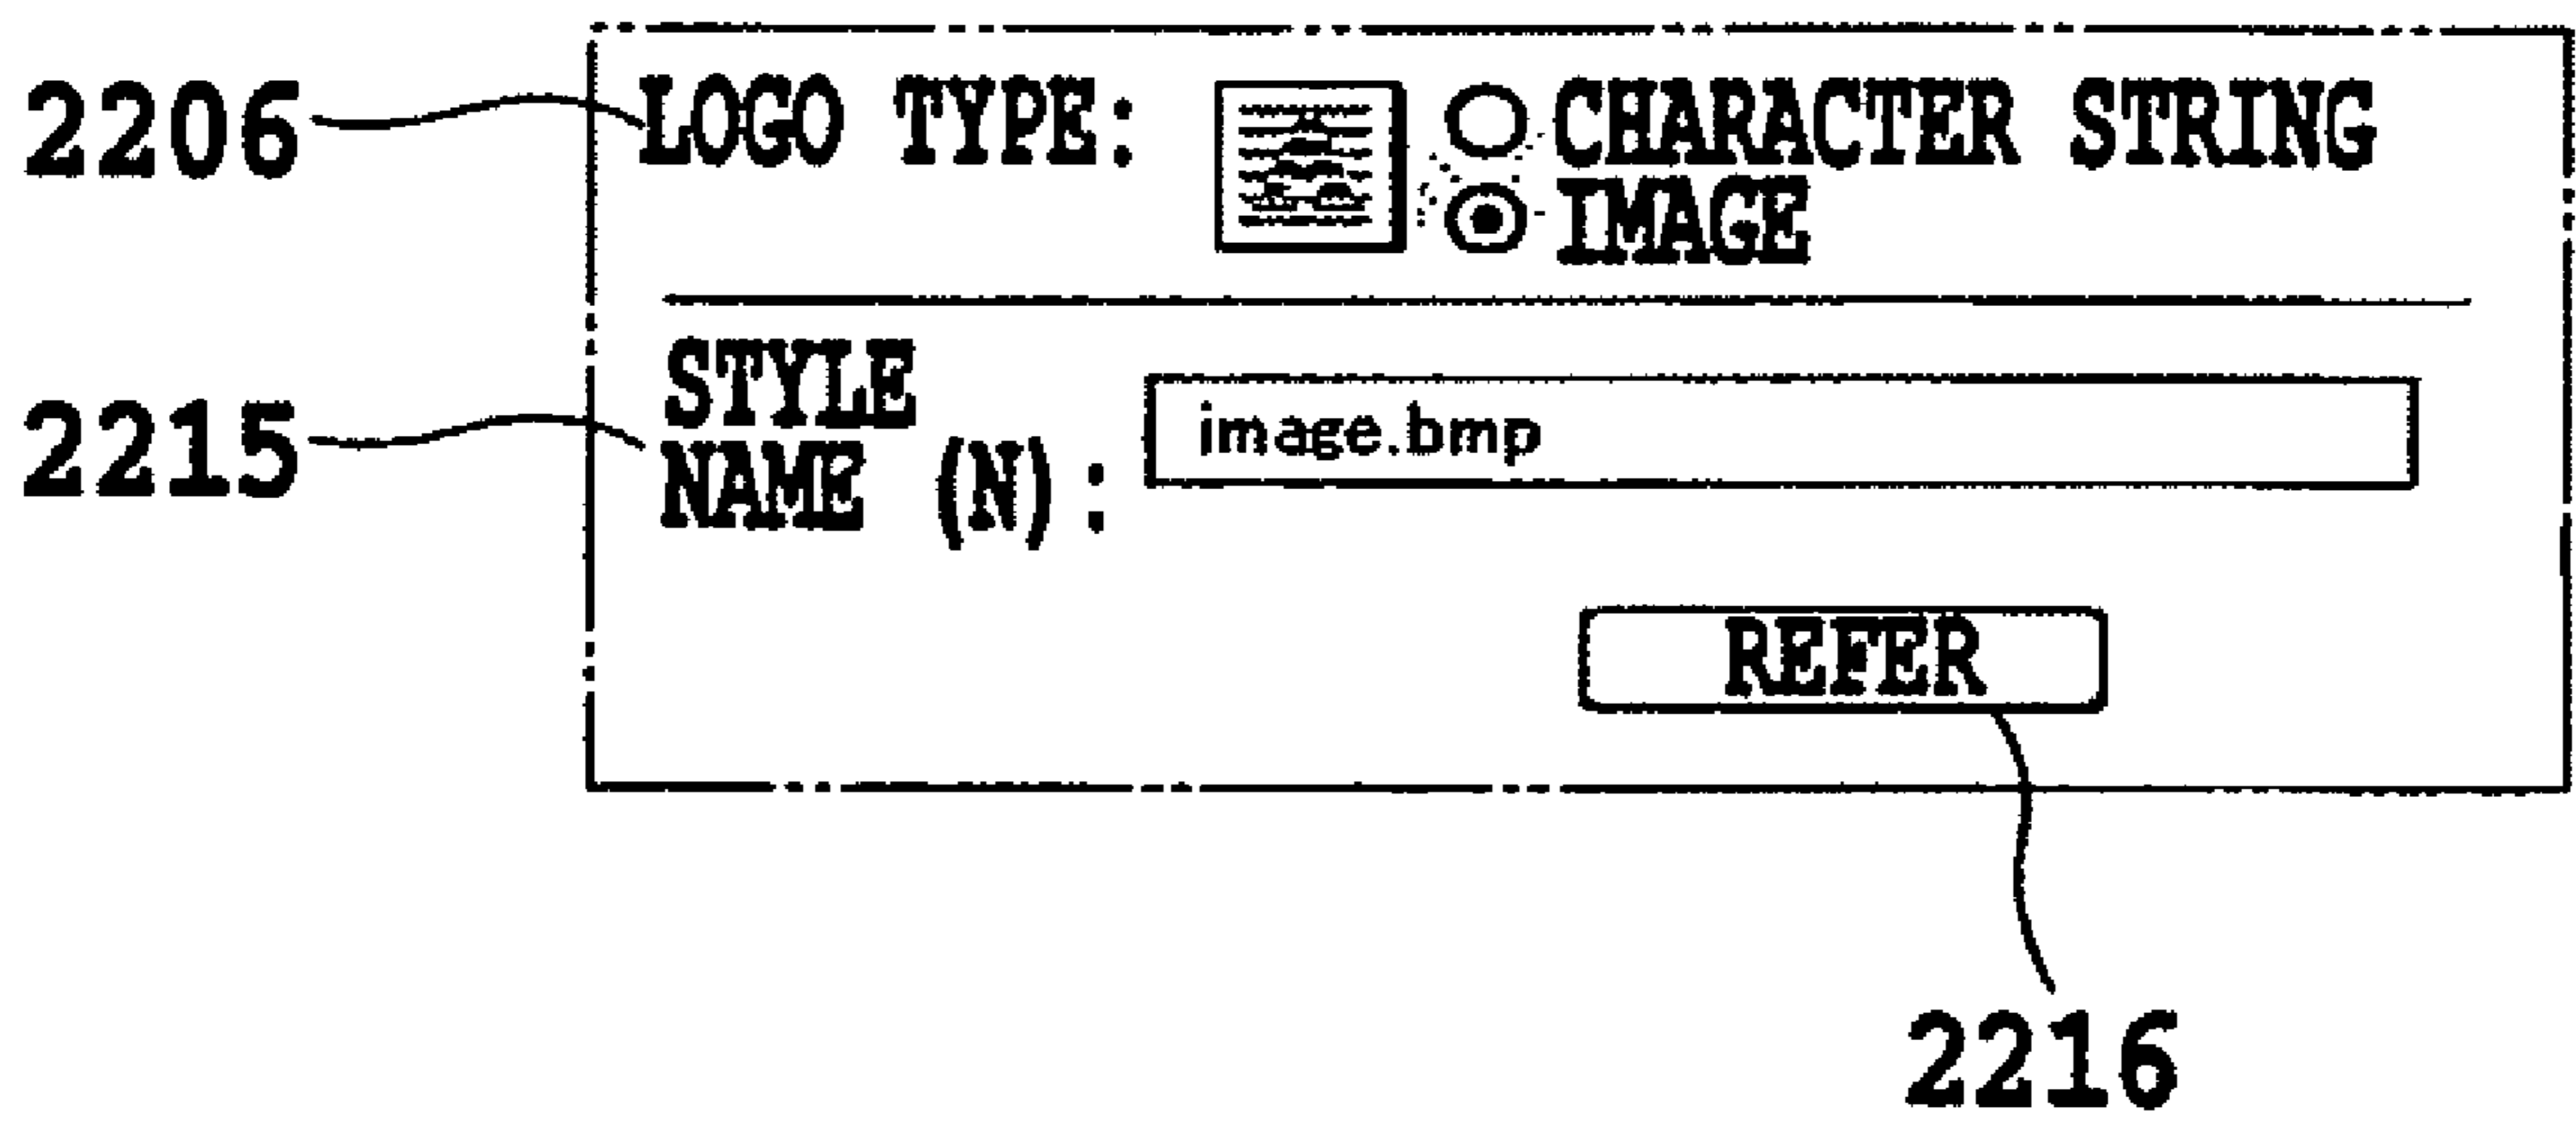 2206 LOGO TYPE: CHARACTER STRING
IMAGE
2215 STYLE
NAME (N): image.bmp
REFER
2216